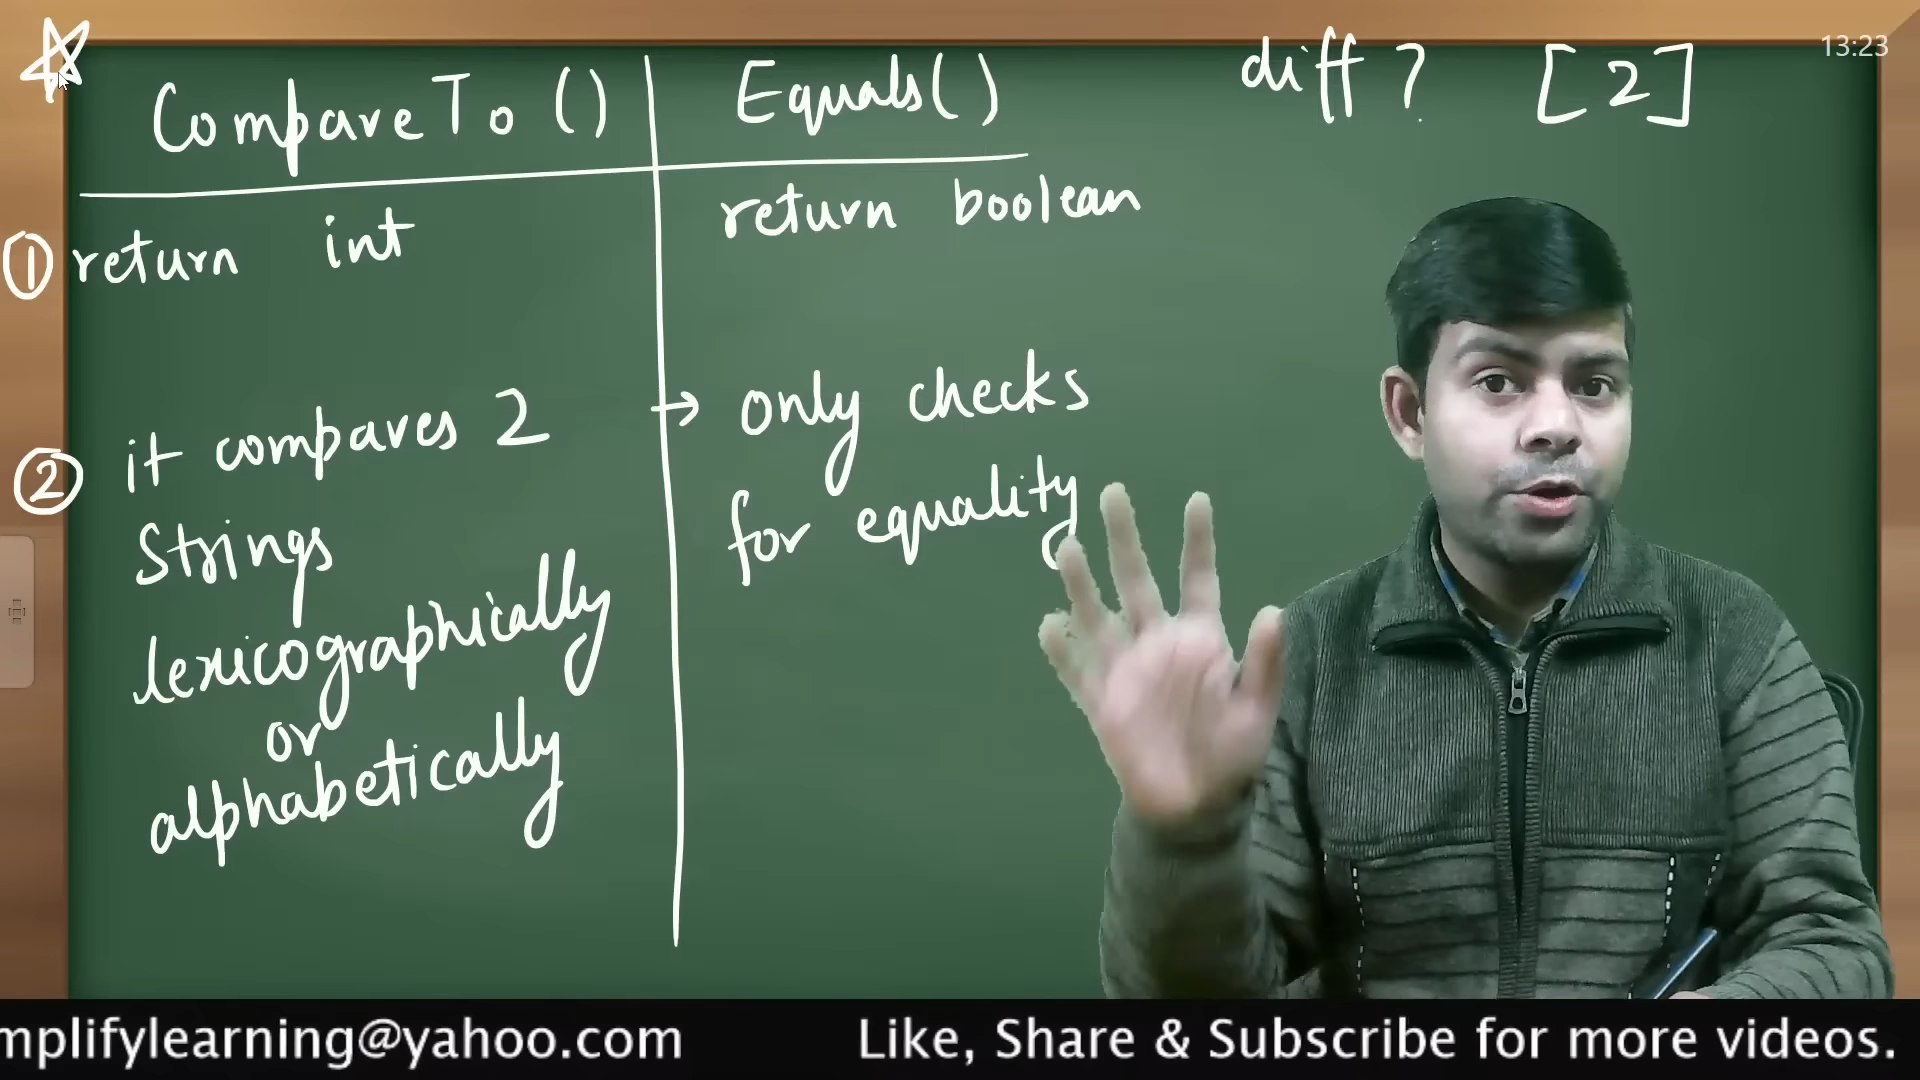 diff ? [2]
13:23
CompareTo() Equals()
① return int return boolean
② it compares 2 → only checks
Strings for equality
lexicographically
or
alphabetically
mplifylearning@yahoo.com Like, Share & Subscribe for more videos.